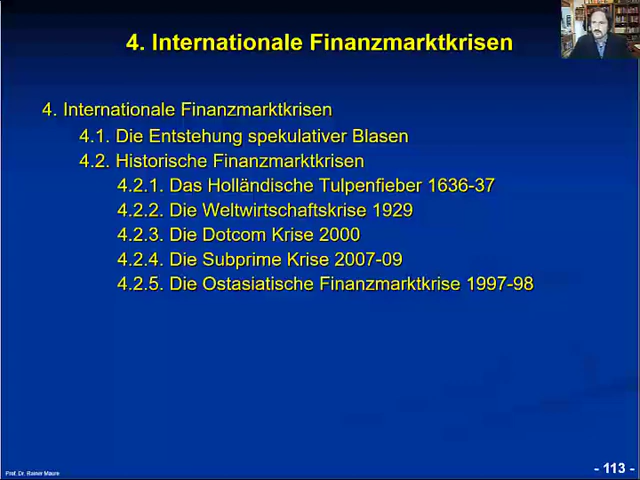 4. Internationale Finanzmarktkrisen
4. Internationale Finanzmarktkrisen
4.1. Die Entstehung spekulativer Blasen
4.2. Historische Finanzmarktkrisen
4.2.1. Das Holländische Tulpenfieber 1636-37
4.2.2. Die Weltwirtschaftskrise 1929
4.2.3. Die Dotcom Krise 2000
4.2.4. Die Subprime Krise 2007-09
4.2.5. Die Ostasiatische Finanzmarktkrise 1997-98
Prof. Dr. Rainer Maure
- 113 -